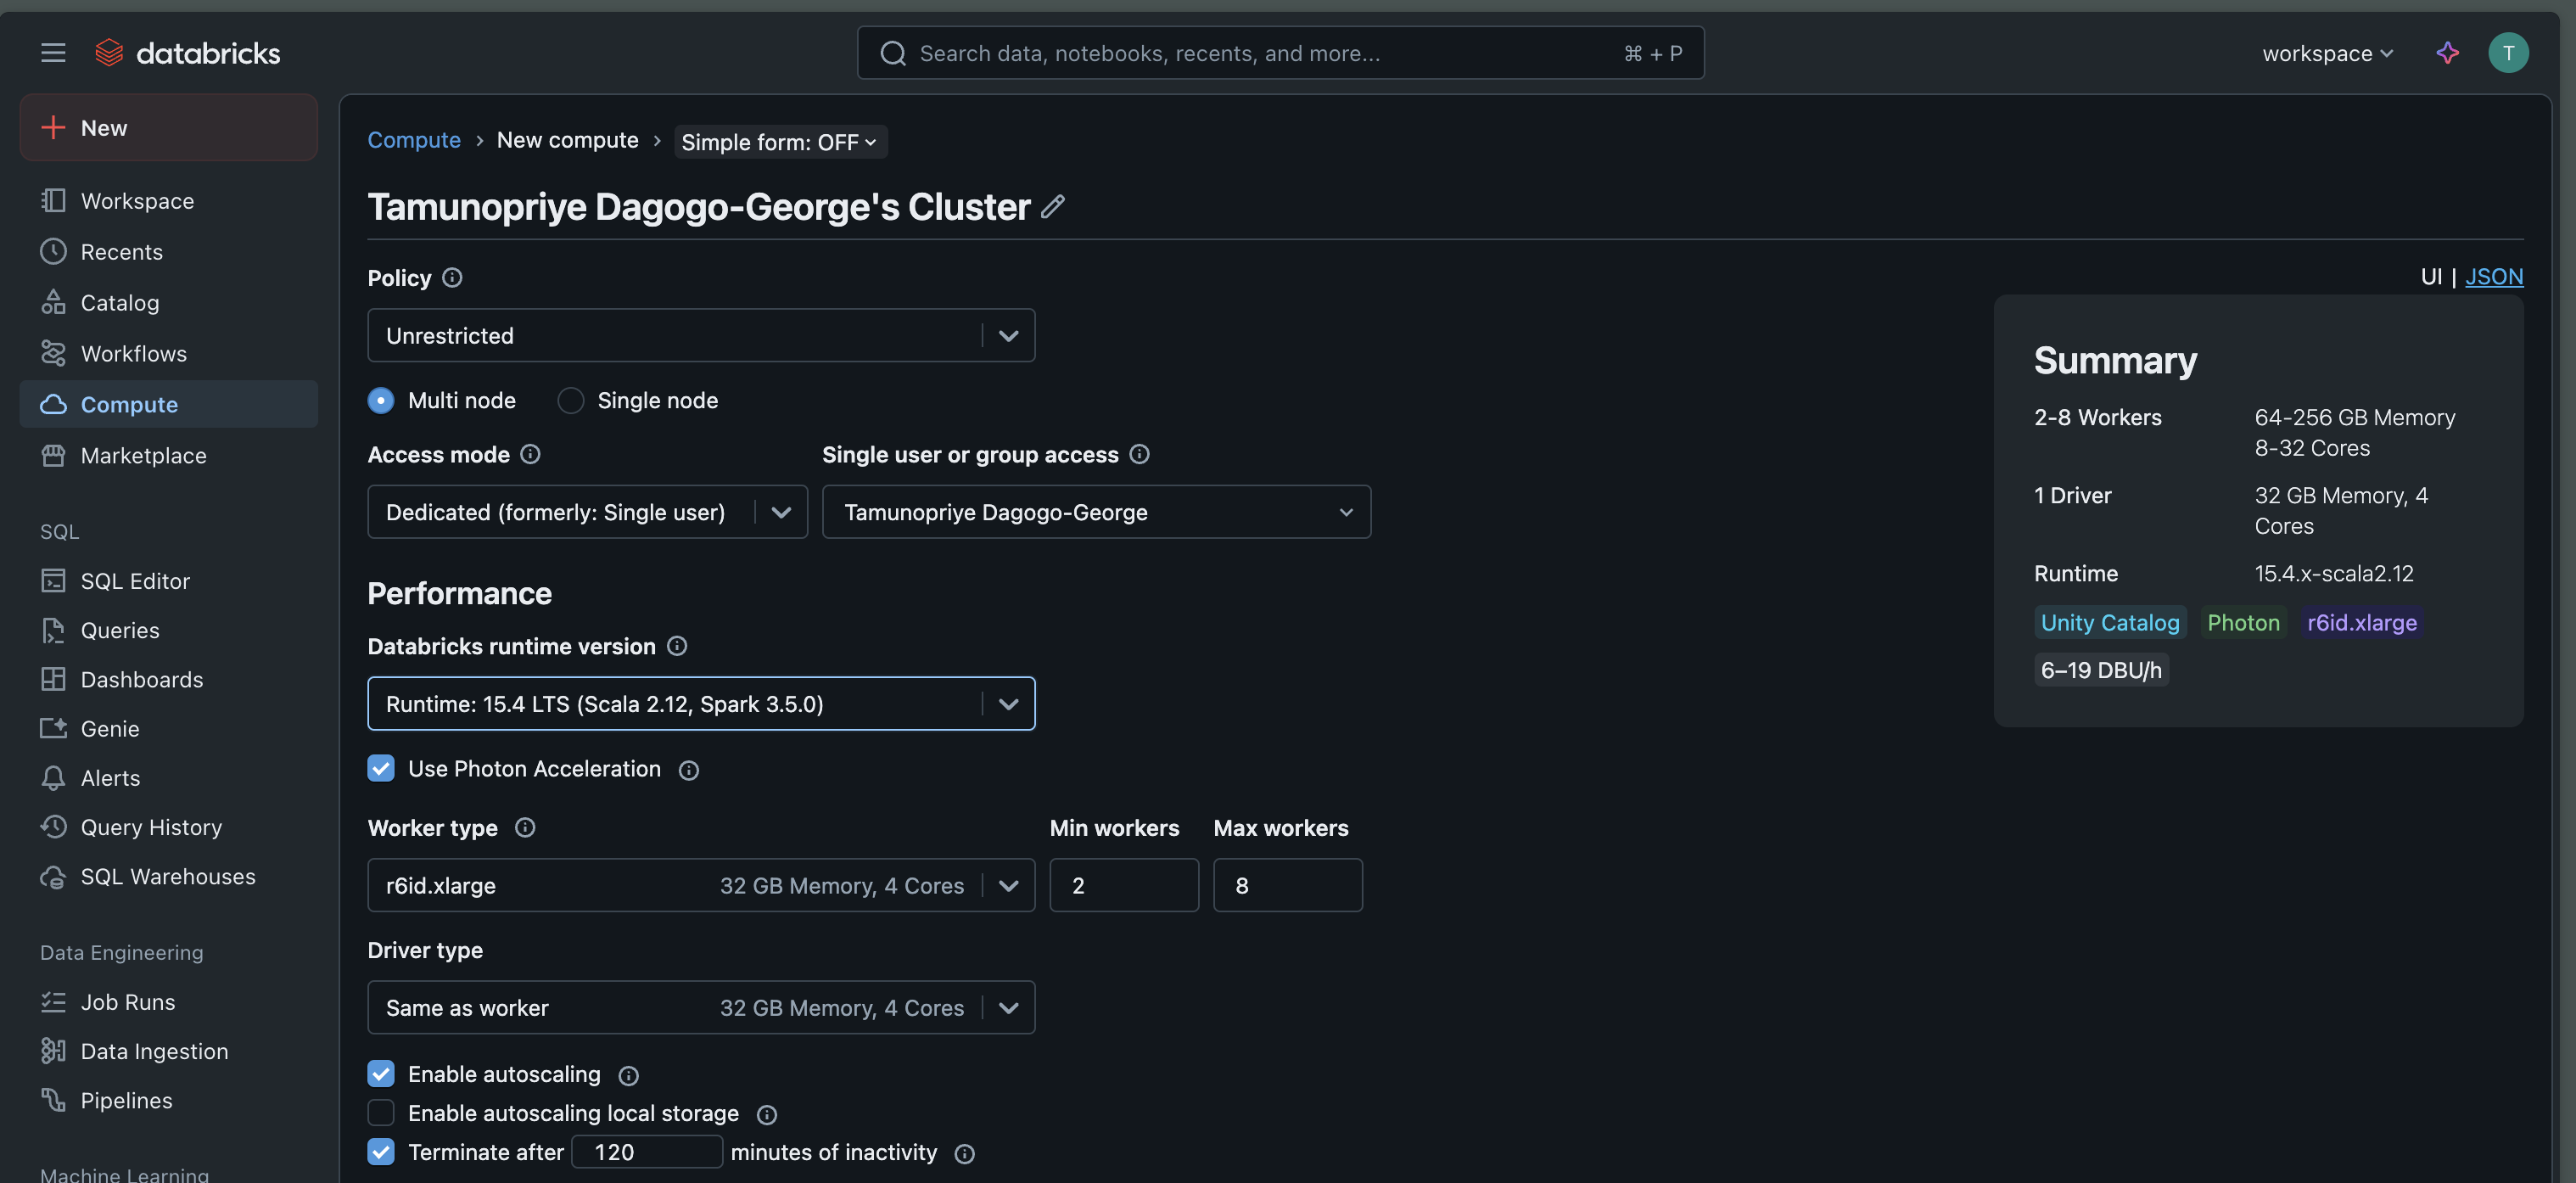 databricks
Search data, notebooks, recents, and more...
⌘ + P
workspace
T
New
Workspace
Recents
Catalog
Workflows
Compute
Marketplace
SQL
SQL Editor
Queries
Dashboards
Genie
Alerts
Query History
SQL Warehouses
Data Engineering
Job Runs
Data Ingestion
Pipelines
Machine Learning
Compute › New compute › Simple form: OFF
Tamunopriye Dagogo-George's Cluster
Policy
Unrestricted
Multi node
Single node
Access mode
Single user or group access
Dedicated (formerly: Single user)
Tamunopriye Dagogo-George
Performance
Databricks runtime version
Runtime: 15.4 LTS (Scala 2.12, Spark 3.5.0)
Use Photon Acceleration
Worker type
Min workers
Max workers
r6id.xlarge
32 GB Memory, 4 Cores
2
8
Driver type
Same as worker
32 GB Memory, 4 Cores
Enable autoscaling
Enable autoscaling local storage
Terminate after 120 minutes of inactivity
UI | JSON
Summary
2-8 Workers
64-256 GB Memory
8-32 Cores
1 Driver
32 GB Memory, 4
Cores
Runtime
15.4.x-scala2.12
Unity Catalog
Photon
r6id.xlarge
6–19 DBU/h